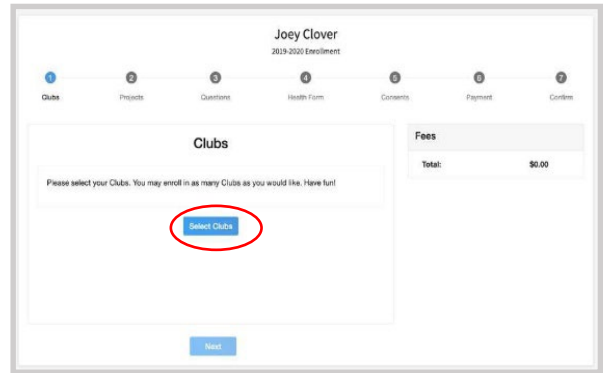 Joey Clover
2019-2020 Enrollment
1 2 3 4 5 6 7
Clubs Projects Questions Health Form Consents Payment Confirm
Clubs
Please select your Clubs. You may enroll in as many Clubs as you would like. Have fun!
Select Clubs
Next
Fees
Total: $0.00